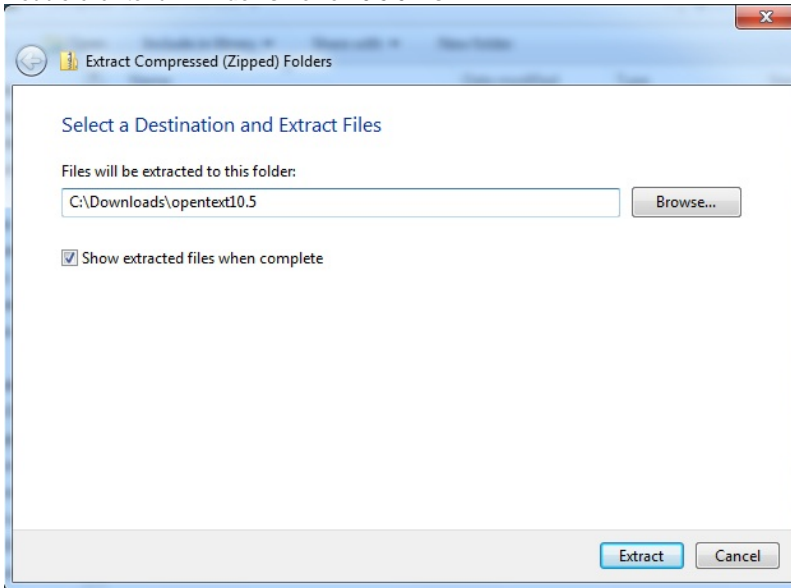 Extract Compressed (Zipped) Folders
Select a Destination and Extract Files
Files will be extracted to this folder:
C:\Downloads\opentext10.5
Browse...
Show extracted files when complete
Extract
Cancel